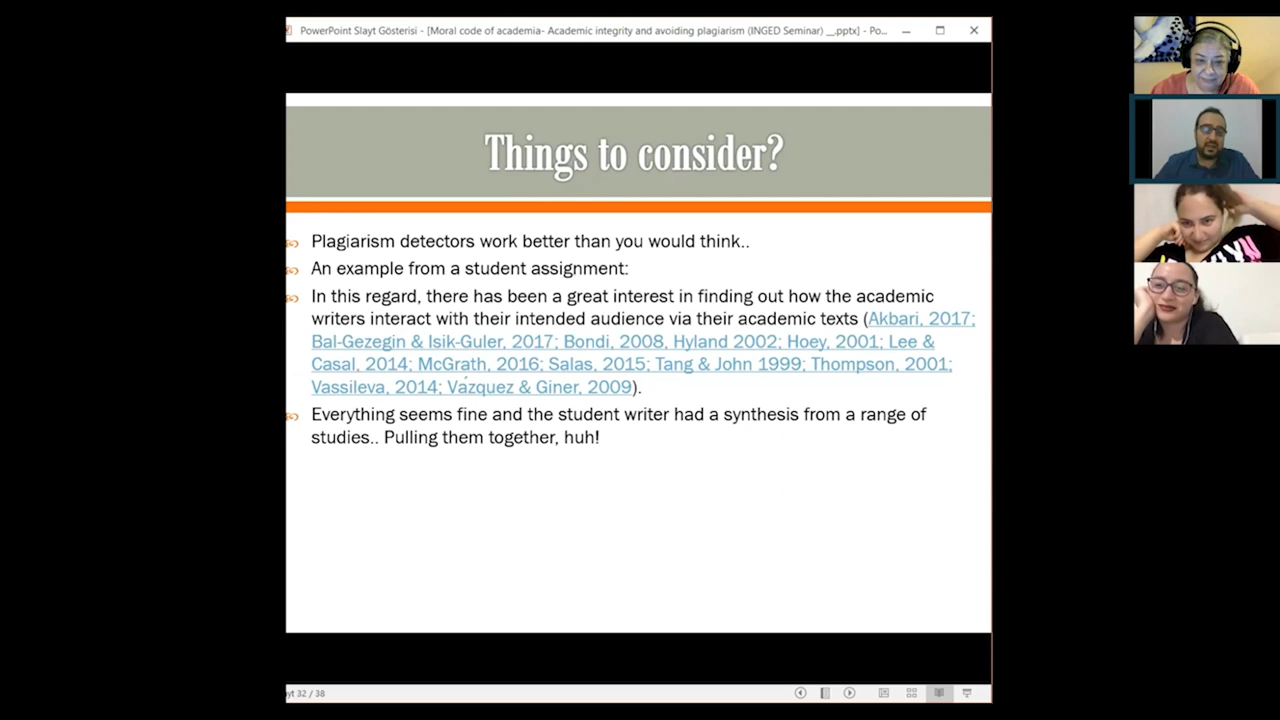 PowerPoint Slayt Gösterisi - [Moral code of academia- Academic integrity and avoiding plagiarism (INGED Seminar) __.pptx] - Po...
Things to consider?
Plagiarism detectors work better than you would think..
An example from a student assignment:
In this regard, there has been a great interest in finding out how the academic
writers interact with their intended audience via their academic texts (Akbari, 2017;
Bal-Gezegin & Isik-Guler, 2017; Bondi, 2008, Hyland 2002; Hoey, 2001; Lee &
Casal, 2014; McGrath, 2016; Salas, 2015; Tang & John 1999; Thompson, 2001;
Vassileva, 2014; Vázquez & Giner, 2009).
Everything seems fine and the student writer had a synthesis from a range of
studies.. Pulling them together, huh!
yt 32 / 38